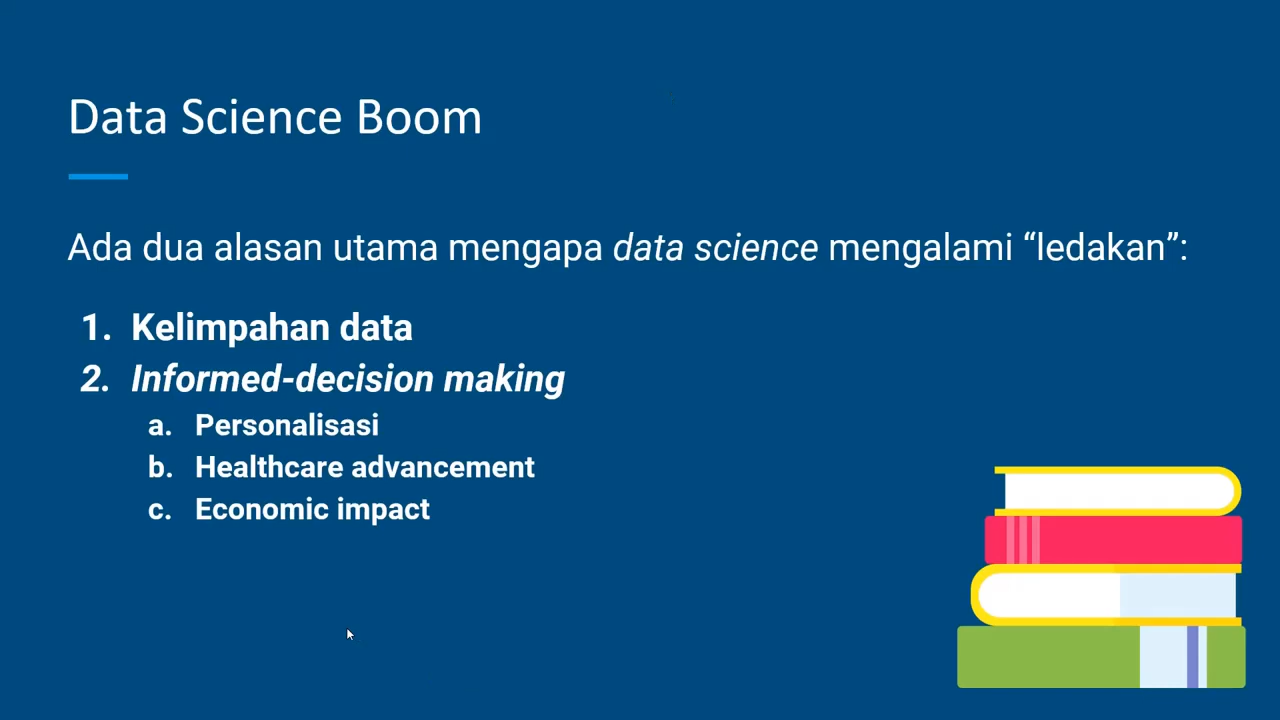 Data Science Boom
Ada dua alasan utama mengapa data science mengalami “ledakan”:
1. Kelimpahan data
2. Informed-decision making
a. Personalisasi
b. Healthcare advancement
c. Economic impact